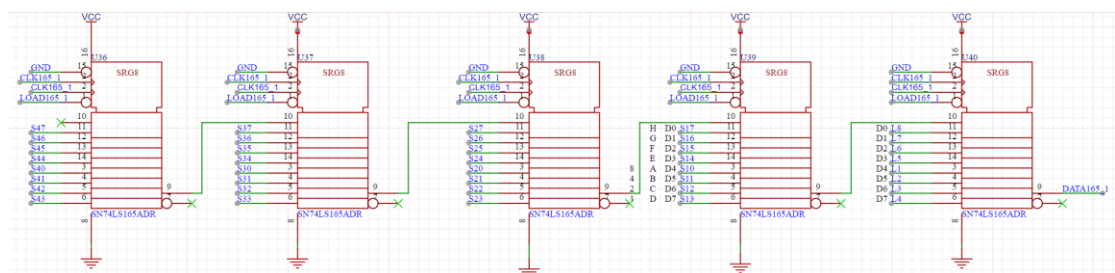 VCC VCC VCC VCC VCC
16 16 16 16 16
U36 U37 U38 U39 U40
GND 15 SRG8 GND 15 SRG8 GND 15 SRG8 GND 15 SRG8 GND 15 SRG8
CLK165_1 2 CLK165_1 2 CLK165_1 2 CLK165_1 2 CLK165_1 2
CLK165_1 2 CLK165_1 2 CLK165_1 2 CLK165_1 2 CLK165_1 2
LOAD165_1 1 LOAD165_1 1 LOAD165_1 1 LOAD165_1 1 LOAD165_1 1
10 10 10 10 10
S47 11 S37 11 S27 11 H D0 S17 11 D0 L8 11
S46 12 S36 12 S26 12 G D1 S16 12 D1 L7 12
S45 13 S35 13 S25 13 F D2 S15 13 D2 L6 13
S44 14 S34 14 S24 14 E D3 S14 14 D3 L5 14
S40 3 S30 3 S20 3 6 A D4 S10 3 D4 L1 3
S41 4 S31 4 S21 4 4 B D5 S11 4 D5 L2 4
S42 5 9 S32 5 9 S22 5 9 2 C D6 S12 5 9 D6 L3 5 9 DATA165_1
S43 6 S33 6 S23 6 D D7 S13 6 D7 L4 6
SN74LS165ADR SN74LS165ADR SN74LS165ADR SN74LS165ADR SN74LS165ADR
8 8 8 8 8